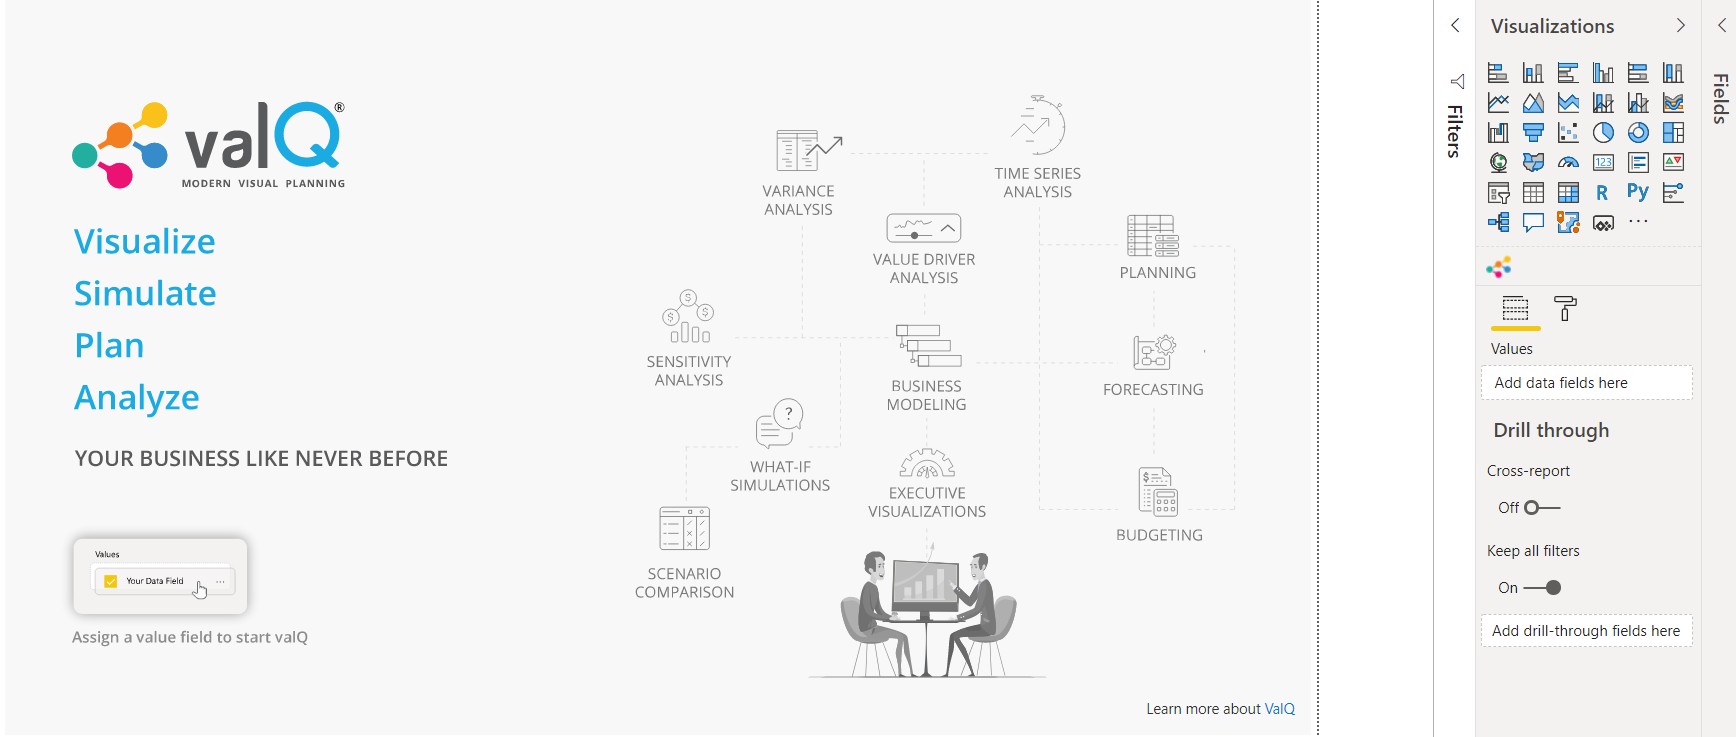 valQ®
MODERN VISUAL PLANNING
Visualize
Simulate
Plan
Analyze
YOUR BUSINESS LIKE NEVER BEFORE
Values
Your Data Field
...
Assign a value field to start valQ
VARIANCE
ANALYSIS
TIME SERIES
ANALYSIS
VALUE DRIVER
ANALYSIS
PLANNING
SENSITIVITY
ANALYSIS
BUSINESS
MODELING
FORECASTING
?
WHAT-IF
SIMULATIONS
EXECUTIVE
VISUALIZATIONS
BUDGETING
SCENARIO
COMPARISON
Learn more about ValQ
Filters
Visualizations
123
R
Py
...
Values
Add data fields here
Drill through
Cross-report
Off
Keep all filters
On
Add drill-through fields here
Fields